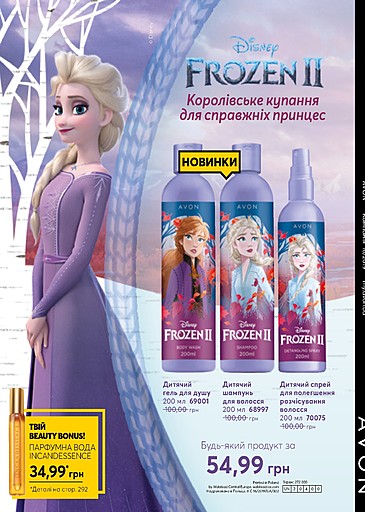 Disney
FROZEN II
Королівське купання
для справжніх принцес
НОВИНКИ
AVON
AVON
AVON
Disney
FROZEN II
BODY WASH
200ml
Disney
FROZEN II
SHAMPOO
200ml
Disney
FROZEN II
DETANGLING SPRAY
200ml
Дитячий
гель для душу
200 мл 69001
100,00 грн
Дитячий
шампунь
для волосся
200 мл 68997
100,00 грн
Дитячий спрей
для полегшення
розчісування
волосся
200 мл 70075
100,00 грн
Будь-який продукт за
54,99 грн
ТВІЙ
BEAUTY BONUS!
ПАРФУМНА ВОДА
INCANDESSENCE
34,99* грн
*Деталі на стор. 292
AVON